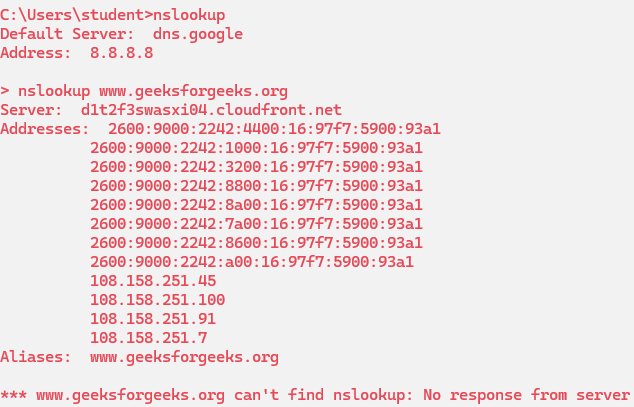 C:\Users\student>nslookup
Default Server:  dns.google
Address:  8.8.8.8

> nslookup www.geeksforgeeks.org
Server:  d1t2f3swasxi04.cloudfront.net
Addresses:  2600:9000:2242:4400:16:97f7:5900:93a1
          2600:9000:2242:1000:16:97f7:5900:93a1
          2600:9000:2242:3200:16:97f7:5900:93a1
          2600:9000:2242:8800:16:97f7:5900:93a1
          2600:9000:2242:8a00:16:97f7:5900:93a1
          2600:9000:2242:7a00:16:97f7:5900:93a1
          2600:9000:2242:8600:16:97f7:5900:93a1
          2600:9000:2242:a00:16:97f7:5900:93a1
          108.158.251.45
          108.158.251.100
          108.158.251.91
          108.158.251.7
Aliases:  www.geeksforgeeks.org

*** www.geeksforgeeks.org can't find nslookup: No response from server